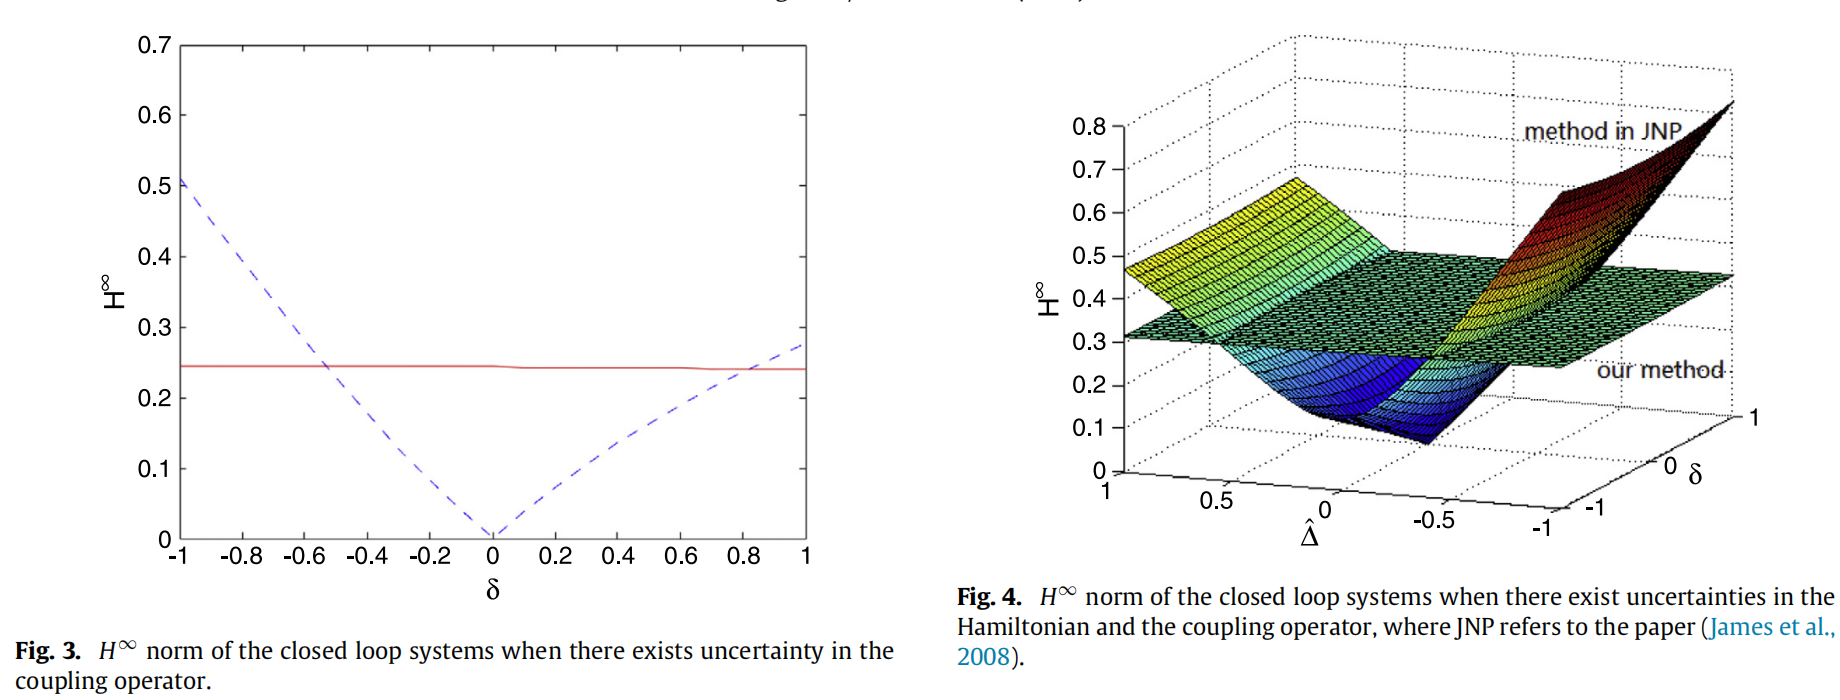 0.7
0.6
0.5
0.4
0.3
0.2
0.1
0
H∞
-1 -0.8 -0.6 -0.4 -0.2 0 0.2 0.4 0.6 0.8 1
δ
Fig. 3. H∞ norm of the closed loop systems when there exists uncertainty in the
coupling operator.
method in JNP
0.8
0.7
0.6
0.5
0.4
0.3
0.2
0.1
0
H∞
our method
1 0.5 0 -0.5 -1
Δ̂
-1 0 1
δ
Fig. 4. H∞ norm of the closed loop systems when there exist uncertainties in the
Hamiltonian and the coupling operator, where JNP refers to the paper (James et al.,
2008).